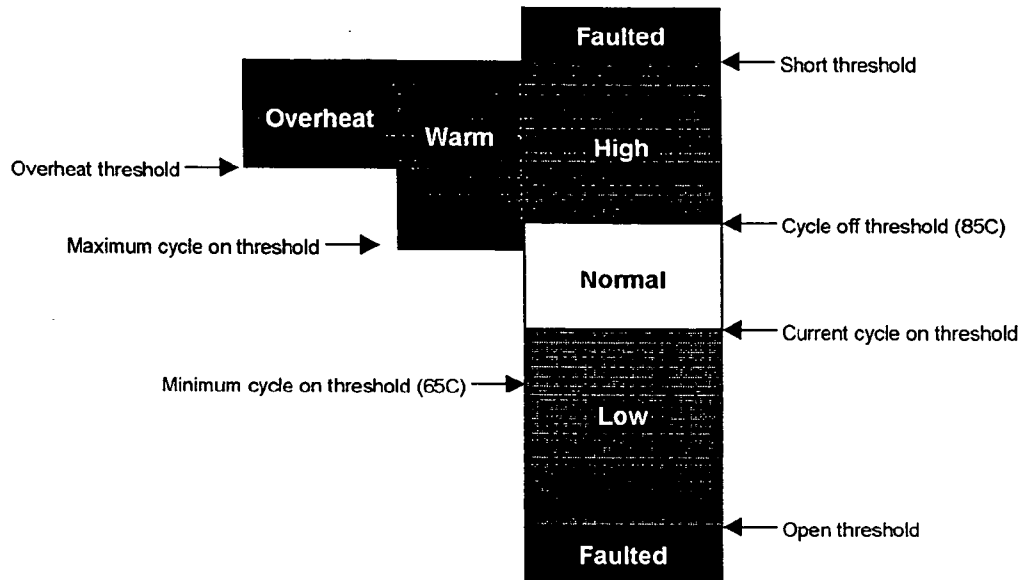 Faulted
Short threshold
Overheat
Warm
High
Overheat threshold
Cycle off threshold (85C)
Maximum cycle on threshold
Normal
Current cycle on threshold
Minimum cycle on threshold (65C)
Low
Open threshold
Faulted